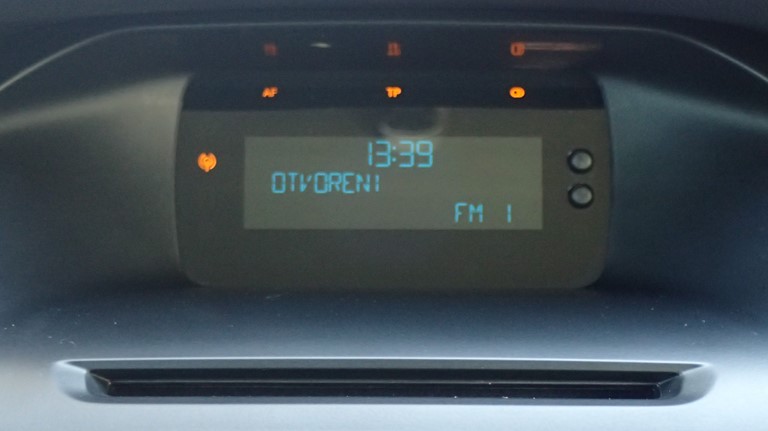 AF TP
13:39
OTVORENI
FM 1